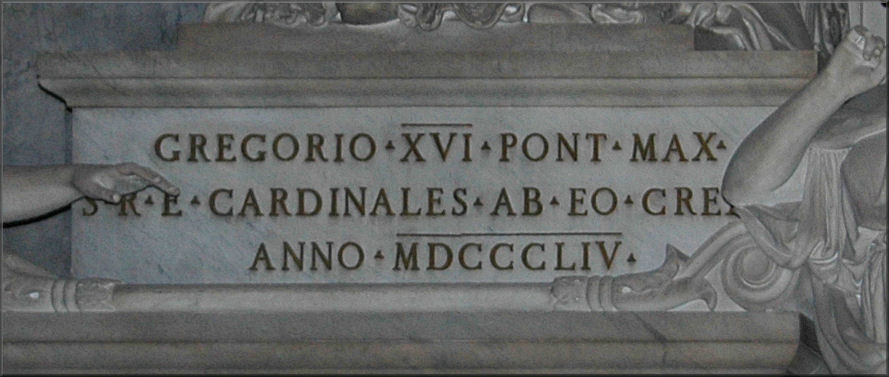 GREGORIO · XVI · PONT · MAX ·
S · R · E · CARDINALES · AB · EO ·
ANNO · MDCCCLIV ·